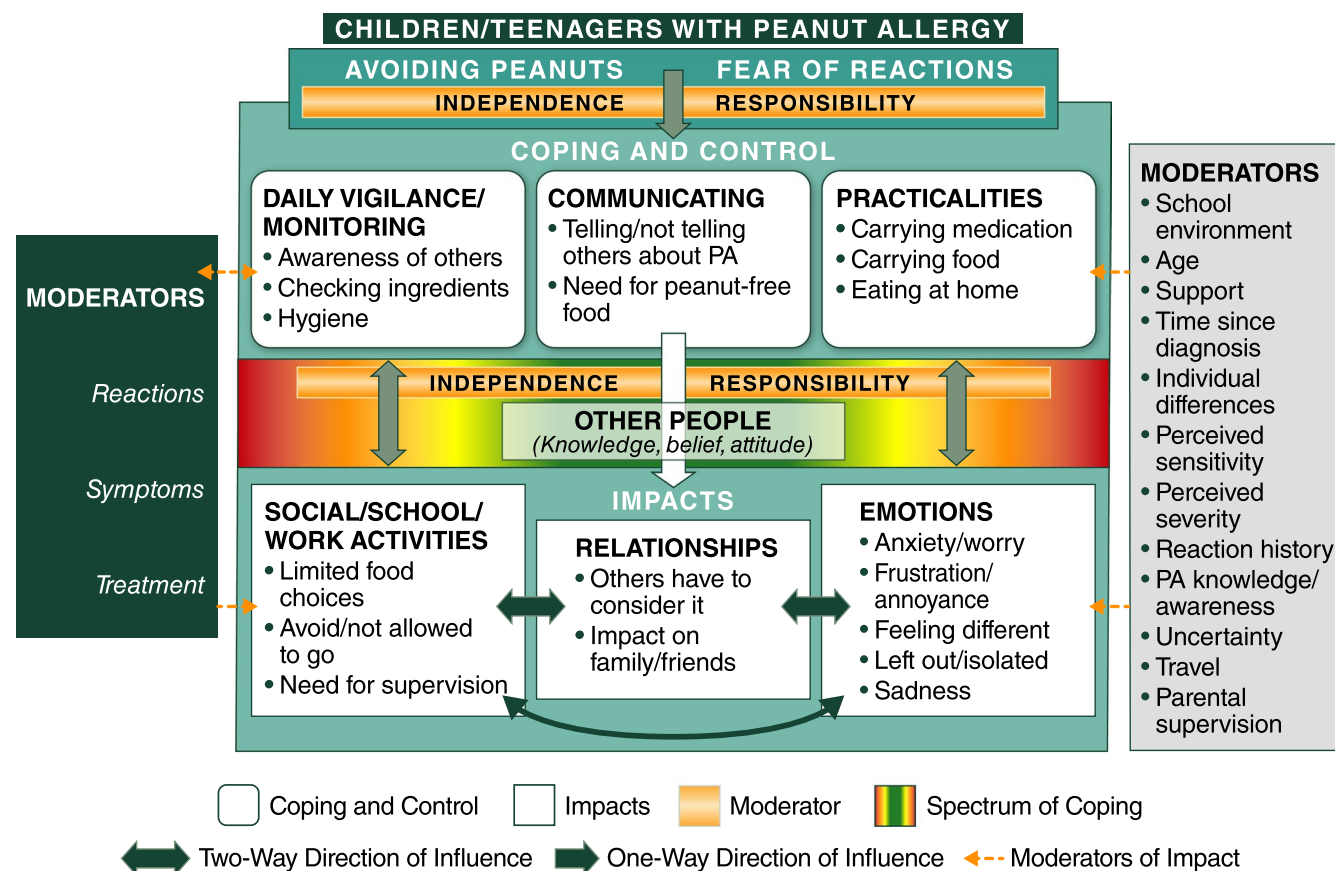 CHILDREN/TEENAGERS WITH PEANUT ALLERGY
AVOIDING PEANUTS
FEAR OF REACTIONS
INDEPENDENCE
RESPONSIBILITY
COPING AND CONTROL
DAILY VIGILANCE/
MONITORING
• Awareness of others
• Checking ingredients
• Hygiene
COMMUNICATING
• Telling/not telling
others about PA
• Need for peanut-free
food
PRACTICALITIES
• Carrying medication
• Carrying food
• Eating at home
MODERATORS
Reactions
Symptoms
Treatment
INDEPENDENCE
RESPONSIBILITY
OTHER PEOPLE
(Knowledge, belief, attitude)
IMPACTS
SOCIAL/SCHOOL/
WORK ACTIVITIES
• Limited food
choices
• Avoid/not allowed
to go
• Need for supervision
RELATIONSHIPS
• Others have to
consider it
• Impact on
family/friends
EMOTIONS
• Anxiety/worry
• Frustration/
annoyance
• Feeling different
• Left out/isolated
• Sadness
MODERATORS
• School
environment
• Age
• Support
• Time since
diagnosis
• Individual
differences
• Perceived
sensitivity
• Perceived
severity
• Reaction history
• PA knowledge/
awareness
• Uncertainty
• Travel
• Parental
supervision
Coping and Control
Impacts
Moderator
Spectrum of Coping
Two-Way Direction of Influence
One-Way Direction of Influence
Moderators of Impact